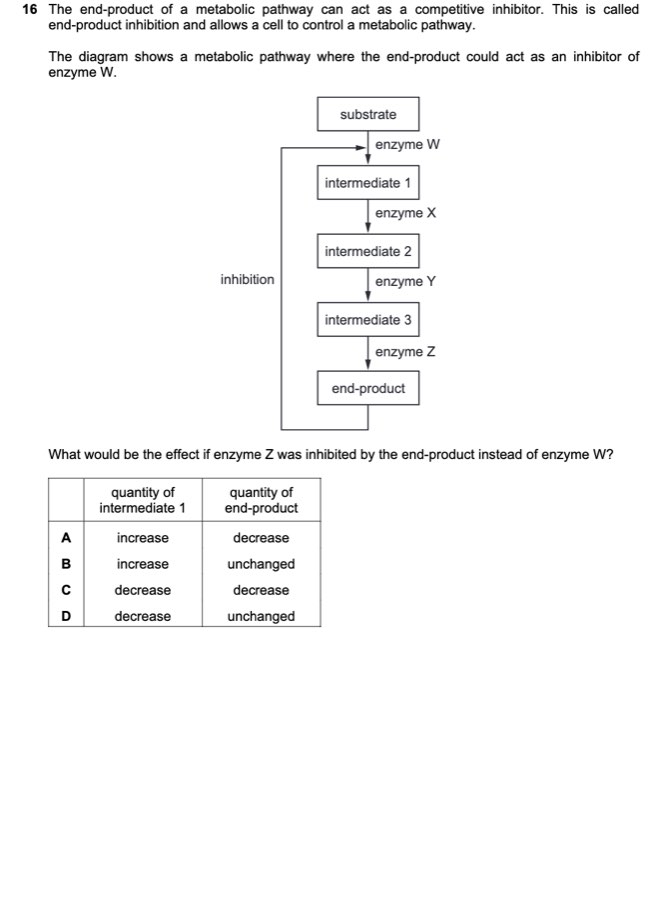 16 The end-product of a metabolic pathway can act as a competitive inhibitor. This is called
end-product inhibition and allows a cell to control a metabolic pathway.
The diagram shows a metabolic pathway where the end-product could act as an inhibitor of
enzyme W.
substrate
enzyme W
intermediate 1
enzyme X
intermediate 2
inhibition
enzyme Y
intermediate 3
enzyme Z
end-product
What would be the effect if enzyme Z was inhibited by the end-product instead of enzyme W?
quantity of intermediate 1 quantity of end-product
A increase decrease
B increase unchanged
C decrease decrease
D decrease unchanged